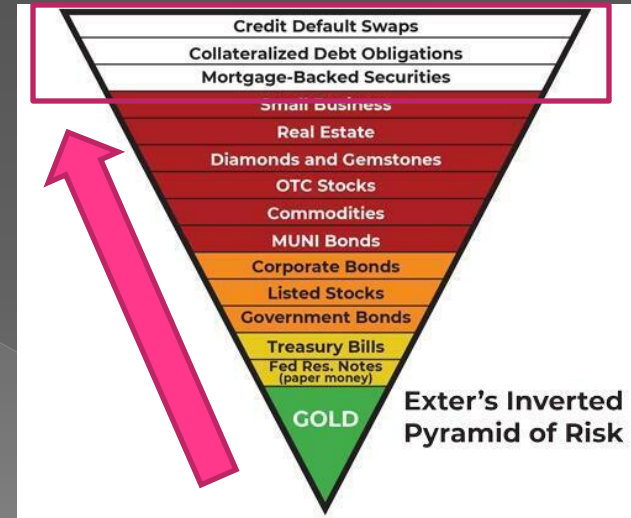 Credit Default Swaps
Collateralized Debt Obligations
Mortgage-Backed Securities
Small Business
Real Estate
Diamonds and Gemstones
OTC Stocks
Commodities
MUNI Bonds
Corporate Bonds
Listed Stocks
Government Bonds
Treasury Bills
Fed Res. Notes
(paper money)
GOLD
Exter's Inverted
Pyramid of Risk